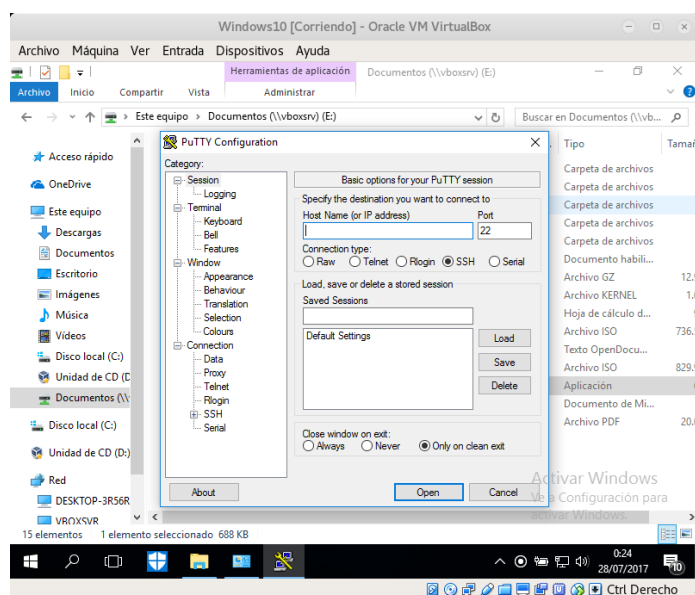 Windows10 [Corriendo] - Oracle VM VirtualBox
Archivo Máquina Ver Entrada Dispositivos Ayuda
Herramientas de aplicación Documentos (\\vboxsrv) (E:)
Archivo Inicio Compartir Vista Administrar
Este equipo > Documentos (\\vboxsrv) (E:)
Buscar en Documentos (\\vb...
Acceso rápido
OneDrive
Este equipo
Descargas
Documentos
Escritorio
Imágenes
Música
Vídeos
Disco local (C:)
Unidad de CD (D
Documentos (\\
Disco local (C:)
Unidad de CD (D:)
Red
DESKTOP-3R56R
VBOXSVR
PuTTY Configuration
Category:
Session
Logging
Terminal
Keyboard
Bell
Features
Window
Appearance
Behaviour
Translation
Selection
Colours
Connection
Data
Proxy
Telnet
Rlogin
SSH
Serial
Basic options for your PuTTY session
Specify the destination you want to connect to
Host Name (or IP address) Port
22
Connection type:
Raw Telnet Rlogin SSH Serial
Load, save or delete a stored session
Saved Sessions
Default Settings
Load
Save
Delete
Close window on exit:
Always Never Only on clean exit
About Open Cancel
Tipo Tamañ
Carpeta de archivos
Carpeta de archivos
Carpeta de archivos
Carpeta de archivos
Carpeta de archivos
Documento habili...
Archivo GZ 12.
Archivo KERNEL 1.
Hoja de cálculo d...
Archivo ISO 736.
Texto OpenDocu...
Archivo ISO 829.
Aplicación
Documento de Mi...
Archivo PDF 20.
Activar Windows
Ve a Configuración para
activar Windows.
15 elementos 1 elemento seleccionado 688 KB
0:24
28/07/2017
10
Ctrl Derecho